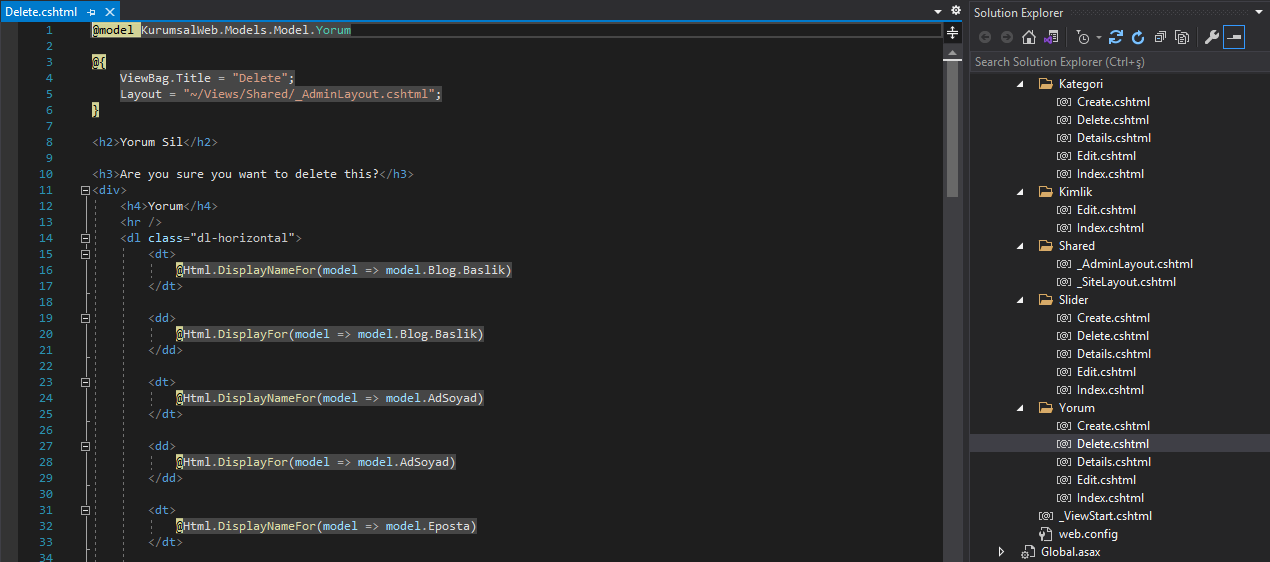 Delete.cshtml
1 @model KurumsalWeb.Models.Model.Yorum
2
3 @{
4 ViewBag.Title = "Delete";
5 Layout = "~/Views/Shared/_AdminLayout.cshtml";
6 }
7
8 <h2>Yorum Sil</h2>
9
10 <h3>Are you sure you want to delete this?</h3>
11 <div>
12 <h4>Yorum</h4>
13 <hr />
14 <dl class="dl-horizontal">
15 <dt>
16 @Html.DisplayNameFor(model => model.Blog.Baslik)
17 </dt>
18
19 <dd>
20 @Html.DisplayFor(model => model.Blog.Baslik)
21 </dd>
22
23 <dt>
24 @Html.DisplayNameFor(model => model.AdSoyad)
25 </dt>
26
27 <dd>
28 @Html.DisplayFor(model => model.AdSoyad)
29 </dd>
30
31 <dt>
32 @Html.DisplayNameFor(model => model.Eposta)
33 </dt>
34
Solution Explorer
Search Solution Explorer (Ctrl+ş)
Kategori
Create.cshtml
Delete.cshtml
Details.cshtml
Edit.cshtml
Index.cshtml
Kimlik
Edit.cshtml
Index.cshtml
Shared
_AdminLayout.cshtml
_SiteLayout.cshtml
Slider
Create.cshtml
Delete.cshtml
Details.cshtml
Edit.cshtml
Index.cshtml
Yorum
Create.cshtml
Delete.cshtml
Details.cshtml
Edit.cshtml
Index.cshtml
_ViewStart.cshtml
web.config
Global.asax